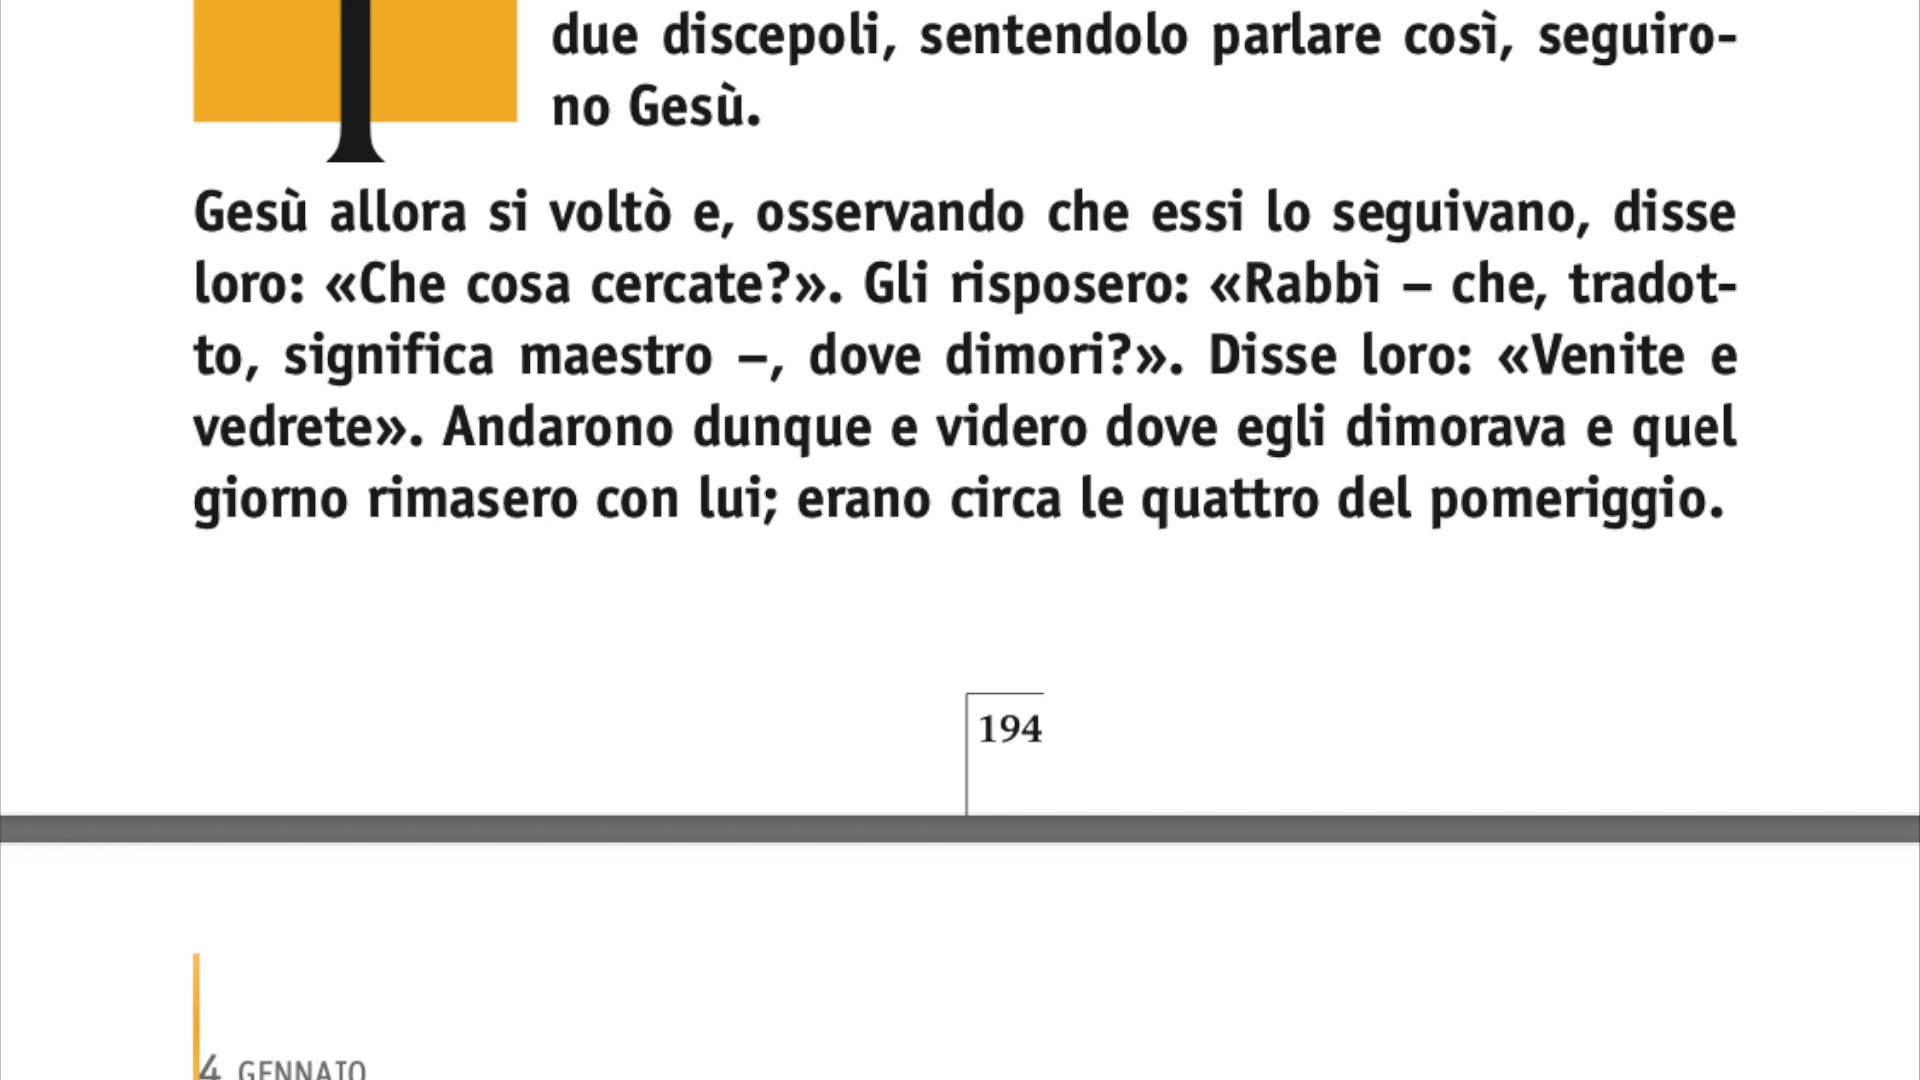 due discepoli, sentendolo parlare così, seguiro-
no Gesù.
Gesù allora si voltò e, osservando che essi lo seguivano, disse
loro: «Che cosa cercate?». Gli risposero: «Rabbì – che, tradot-
to, significa maestro –, dove dimori?». Disse loro: «Venite e
vedrete». Andarono dunque e videro dove egli dimorava e quel
giorno rimasero con lui; erano circa le quattro del pomeriggio.
194
4 GENNAIO